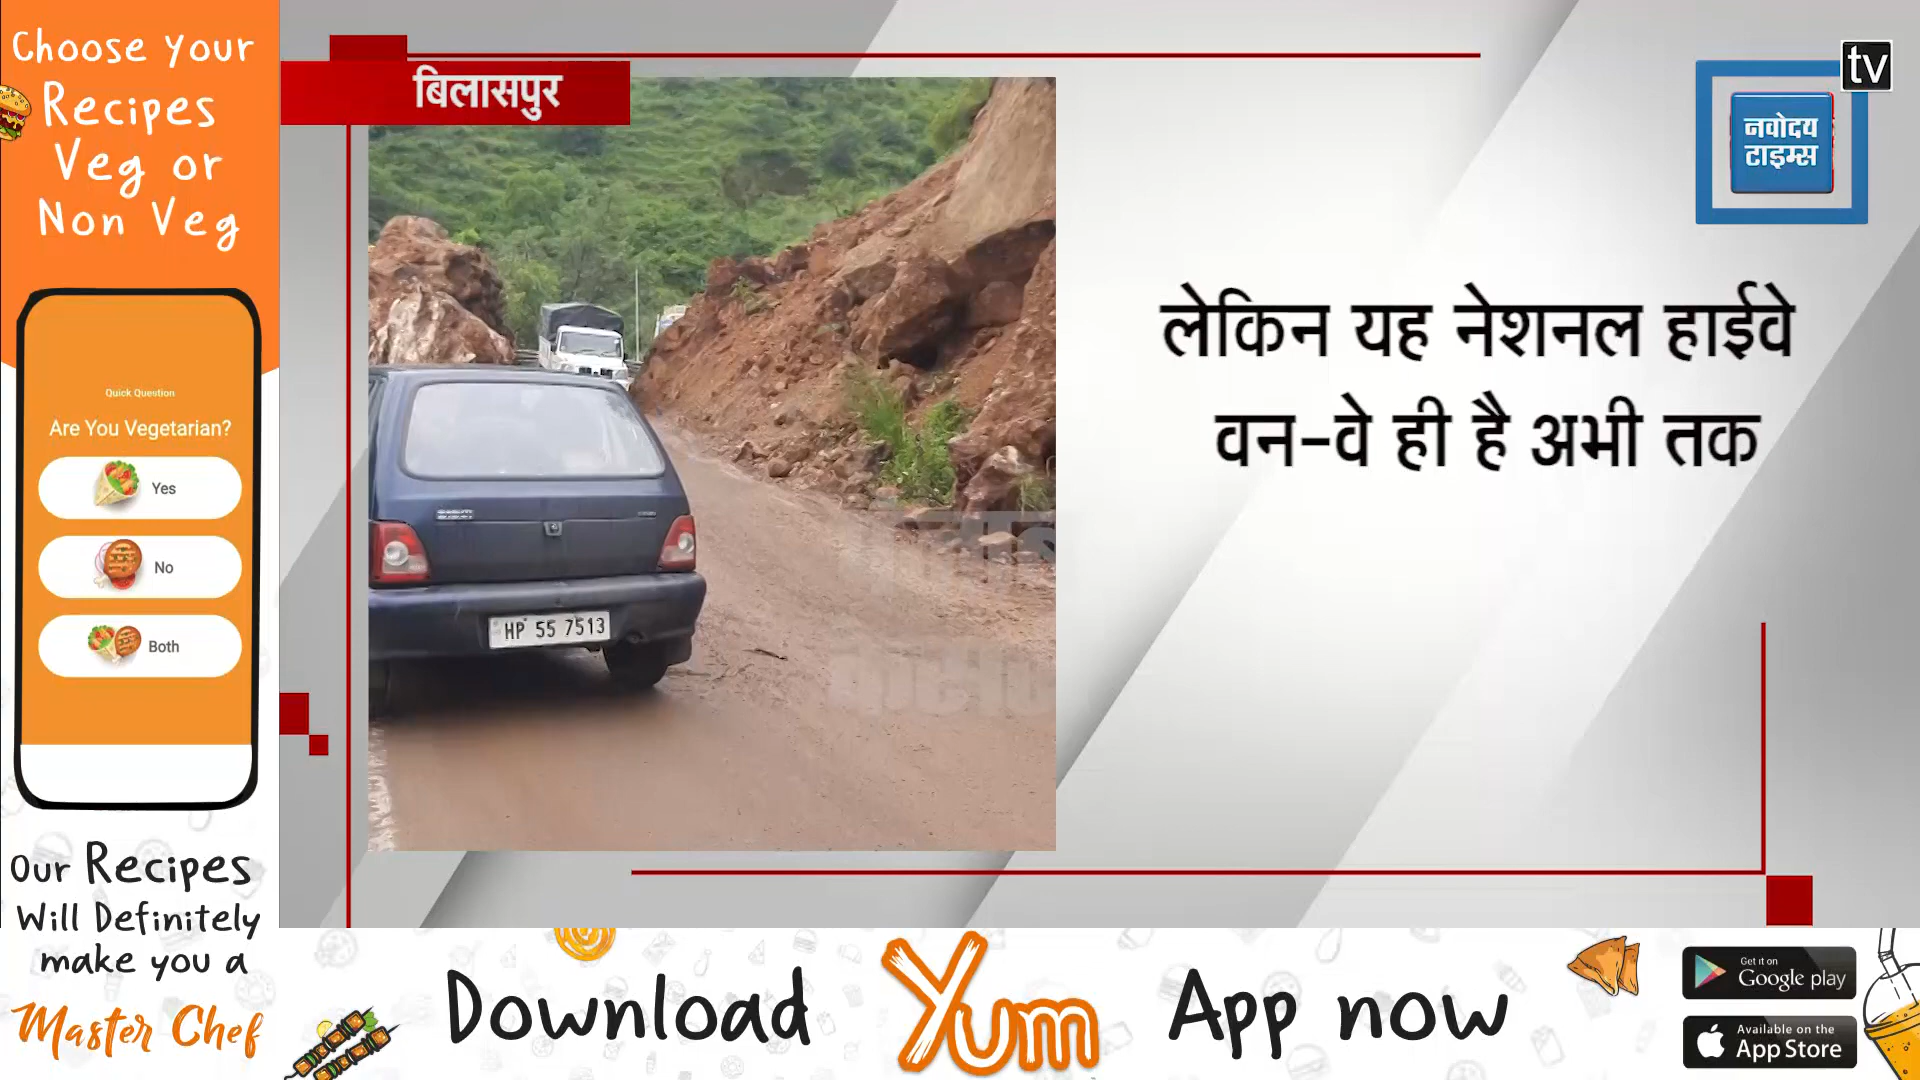 Choose Your
Recipes
Veg or
Non Veg
Quick Question
Are You Vegetarian?
Yes
No
Both
Our Recipes
Will Definitely
make you a
Master Chef
बिलासपुर
HP 55 7513
लेकिन यह नेशनल हाईवे
वन-वे ही है अभी तक
tv
नवोदय
टाइम्स
Download Yum App now
Get it on
Google play
Available on the
App Store